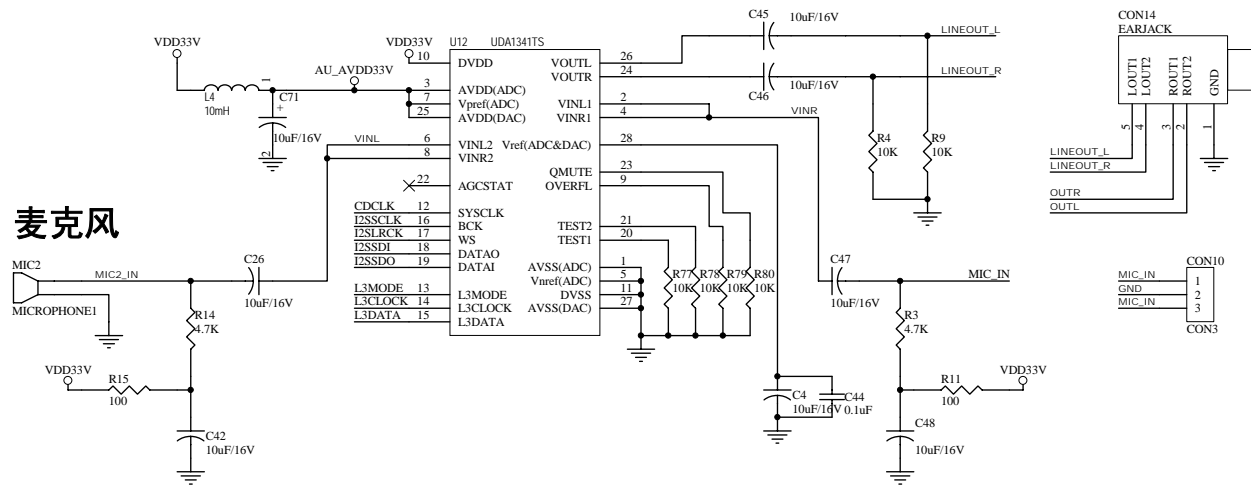 C45
10uF/16V
LINEOUT_L
CON14
EARJACK
VDD33V
VDD33V
U12 UDA1341TS
10 DVDD VOUTL 26
VOUTR 24
LINEOUT_R
AU_AVDD33V
10uF/16V
C46
LOUT1
LOUT2
ROUT1
ROUT2
GND
L4
10mH
1
C71
+
10uF/16V
2
3 AVDD(ADC)
7 Vpref(ADC) VINL1 2
25 AVDD(DAC) VINR1 4
VINR
5
4
3
2
1
VINL
6 VINL2 Vref(ADC&DAC) 28
8 VINR2
R4
10K
R9
10K
LINEOUT_L
LINEOUT_R
OUTR
OUTL
QMUTE 23
22 AGCSTAT OVERFL 9
麦克风
CDCLK 12 SYSCLK
I2SSCLK 16 BCK TEST2 21
I2SLRCK 17 WS TEST1 20
I2SSDI 18 DATAO
I2SSDO 19 DATAI AVSS(ADC) 1
Vnref(ADC) 5
L3MODE 13 L3MODE DVSS 11
L3CLOCK 14 L3CLOCK AVSS(DAC) 27
L3DATA 15 L3DATA
R77
10K
R78
10K
R79
10K
R80
10K
MIC2
MIC2_IN
MICROPHONE1
C26
10uF/16V
C47
10uF/16V
MIC_IN
MIC_IN
GND
MIC_IN
CON10
1
2
3
CON3
R14
4.7K
R3
4.7K
VDD33V
R15
100
C42
10uF/16V
C4
10uF/16V
C44
0.1uF
R11
100
VDD33V
C48
10uF/16V